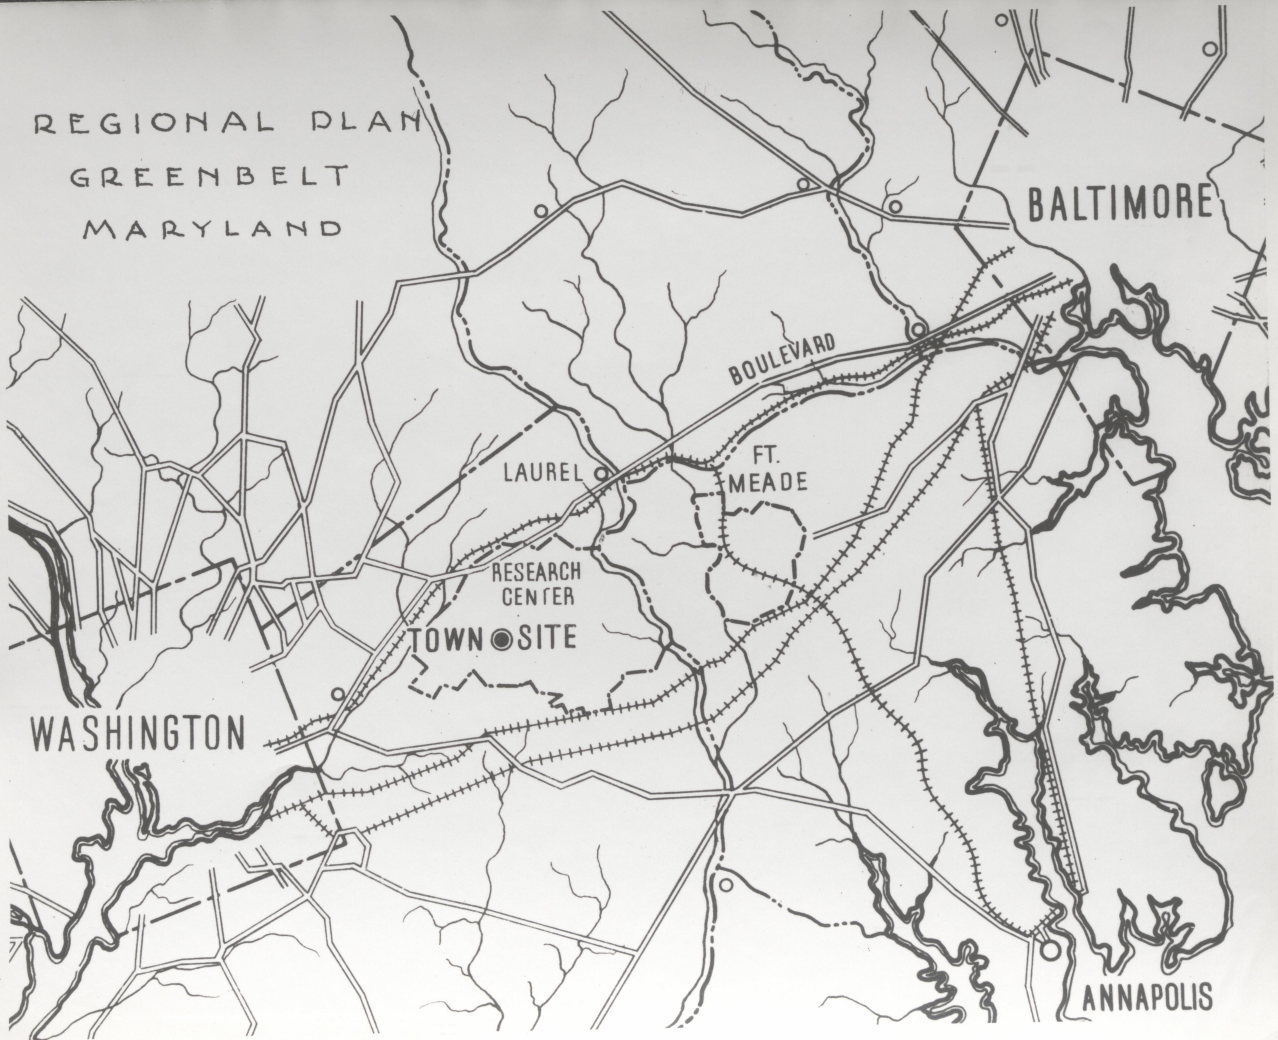 REGIONAL PLAN
GREENBELT
MARYLAND
BALTIMORE
BOULEVARD
LAUREL
FT.
MEADE
RESEARCH
CENTER
TOWN SITE
WASHINGTON
ANNAPOLIS